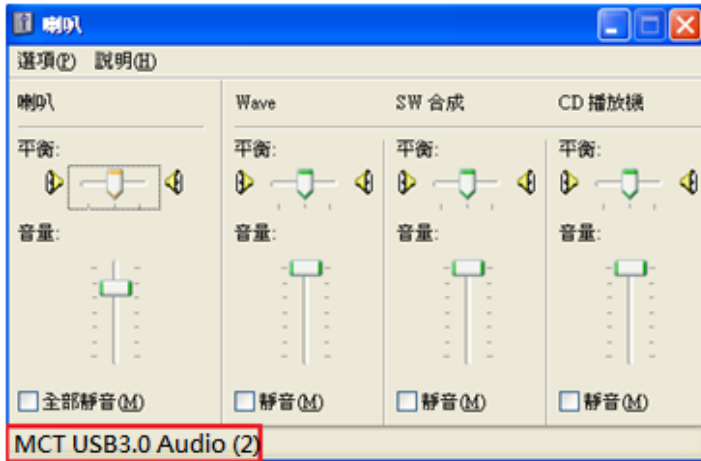 喇叭
選項(P) 說明(H)
喇叭 Wave SW 合成 CD 播放機
平衡: 平衡: 平衡: 平衡:
音量: 音量: 音量: 音量:
全部靜音(M) 靜音(M) 靜音(M) 靜音(M)
MCT USB3.0 Audio (2)